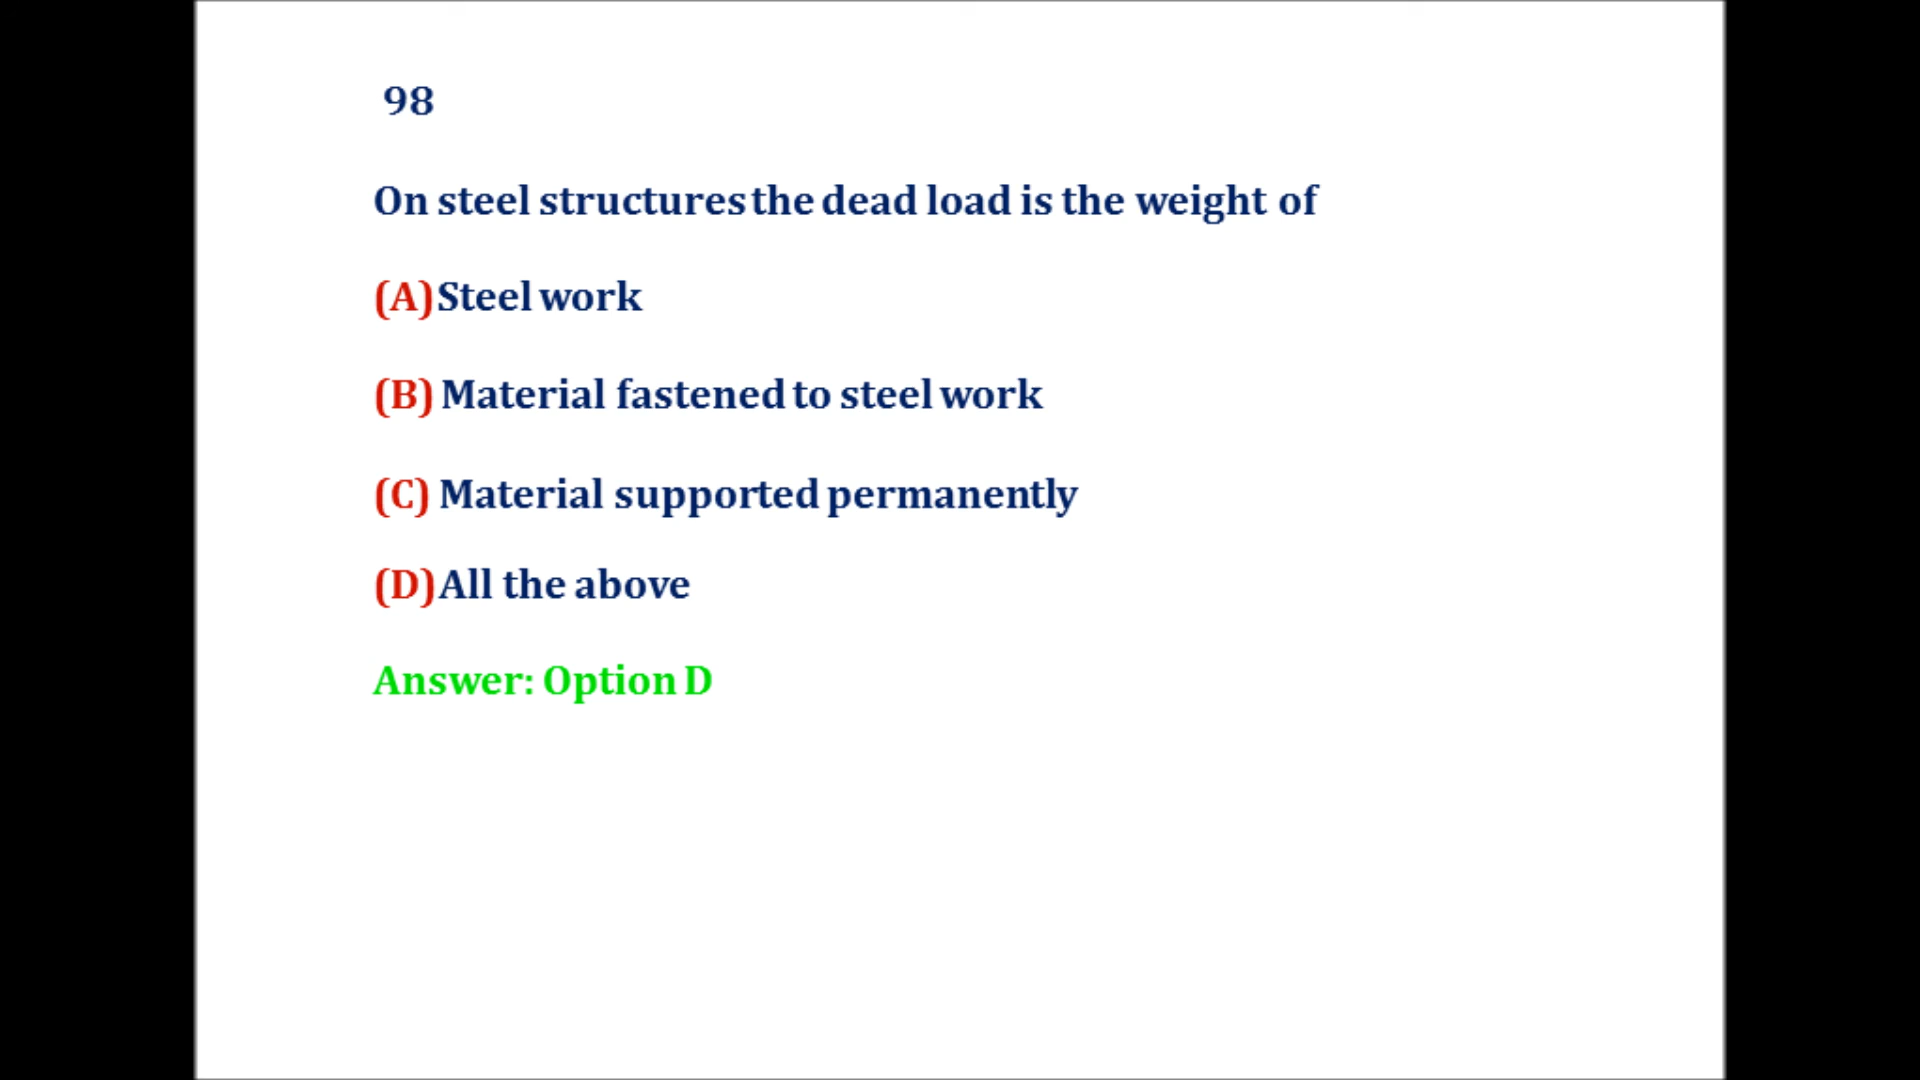 98
On steel structures the dead load is the weight of
(A) Steel work
(B) Material fastened to steel work
(C) Material supported permanently
(D) All the above
Answer: Option D